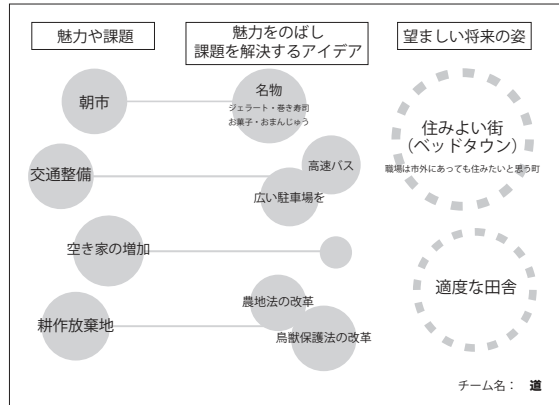 魅力や課題
魅力をのばし
課題を解決するアイデア
望ましい将来の姿
朝市
名物
ジェラート・巻き寿司
お菓子・おまんじゅう
住みよい街
（ベッドタウン）
職場は市外にあっても住みたいと思う町
交通整備
高速バス
広い駐車場を
空き家の増加
適度な田舎
耕作放棄地
農地法の改革
鳥獣保護法の改革
チーム名： 道